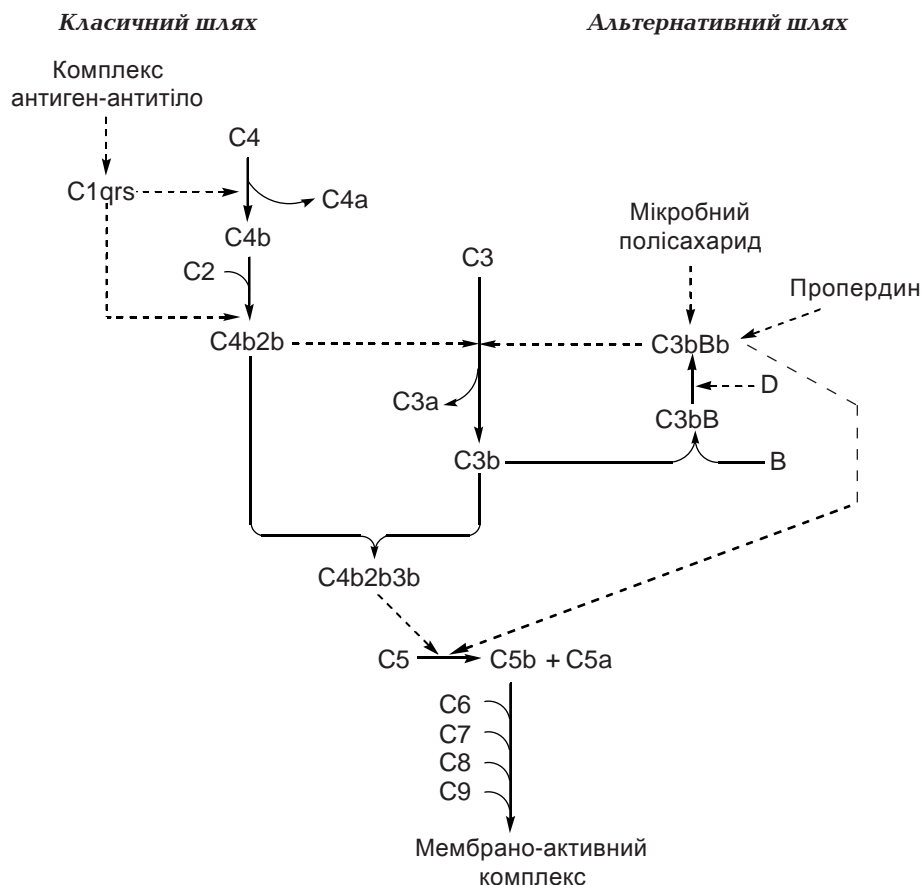 Класичний шлях
Альтернативний шлях
Комплекс
антиген-антитіло
C4
C1qrs
C4a
C4b
C2
C4b2b
C3
Мікробний
полісахарид
Пропердин
C3bBb
C3a
D
C3bB
C3b
B
C4b2b3b
C5
C5b + C5a
C6
C7
C8
C9
Мембрано-активний
комплекс